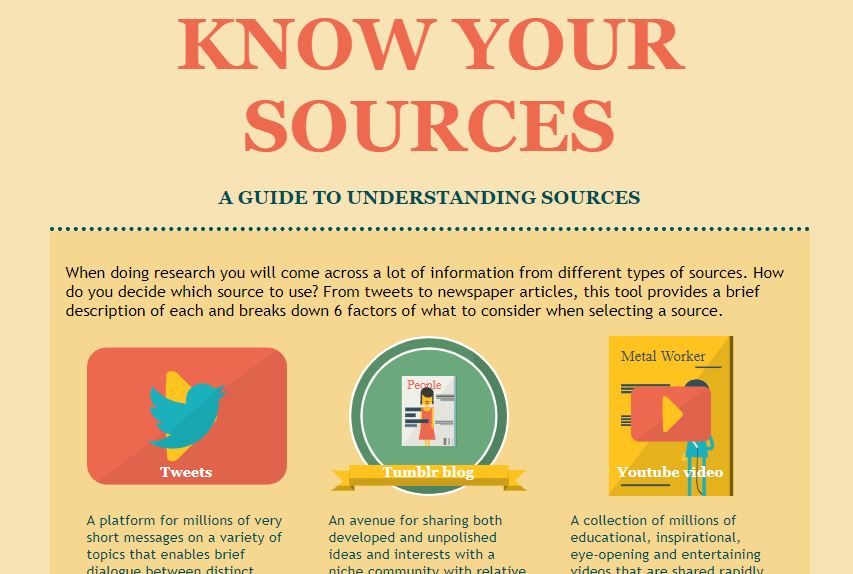 KNOW YOUR
SOURCES
A GUIDE TO UNDERSTANDING SOURCES
When doing research you will come across a lot of information from different types of sources. How
do you decide which source to use? From tweets to newspaper articles, this tool provides a brief
description of each and breaks down 6 factors of what to consider when selecting a source.
Tweets
People
Tumblr blog
Metal Worker
Youtube video
A platform for millions of very
short messages on a variety of
topics that enables brief
dialogue between distinct
An avenue for sharing both
developed and unpolished
ideas and interests with a
niche community with relative
A collection of millions of
educational, inspirational,
eye-opening and entertaining
videos that are shared rapidly